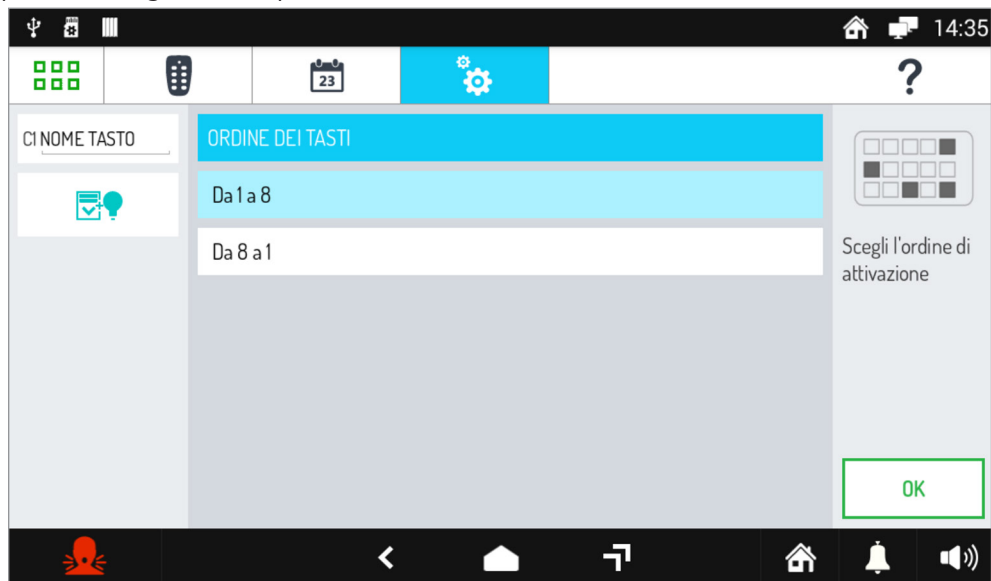 14:35
23
?
C1 NOME TASTO
ORDINE DEI TASTI
Da 1 a 8
Da 8 a 1
Scegli l'ordine di
attivazione
OK